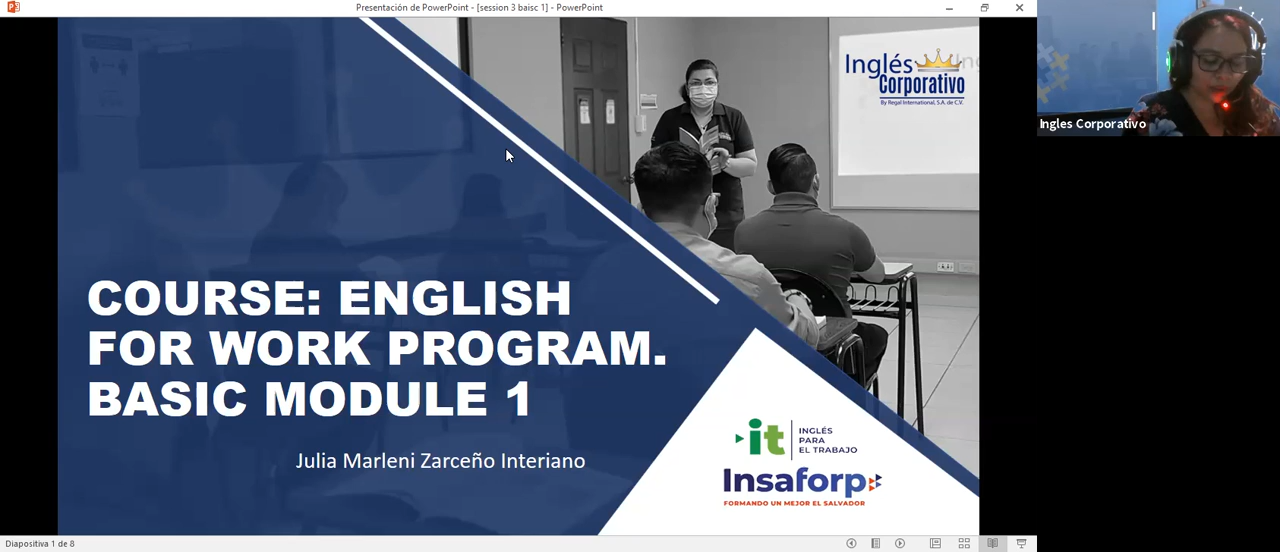 Presentación de PowerPoint - [session 3 baisc 1] - PowerPoint
Inglés
Corporativo
By Regal International, S.A. de C.V.
Ingles Corporativo
COURSE: ENGLISH
FOR WORK PROGRAM.
BASIC MODULE 1
Julia Marleni Zarceño Interiano
it
INGLÉS
PARA
EL TRABAJO
Insaforp
FORMANDO UN MEJOR EL SALVADOR
Diapositiva 1 de 8